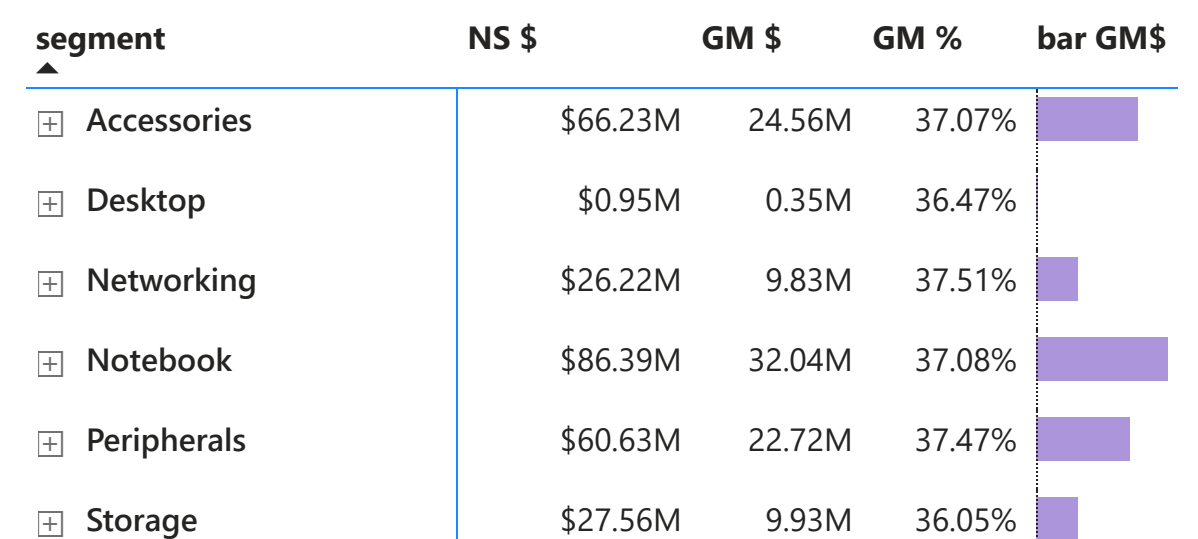 segment NS $ GM $ GM % bar GM$
Accessories $66.23M 24.56M 37.07%
Desktop $0.95M 0.35M 36.47%
Networking $26.22M 9.83M 37.51%
Notebook $86.39M 32.04M 37.08%
Peripherals $60.63M 22.72M 37.47%
Storage $27.56M 9.93M 36.05%